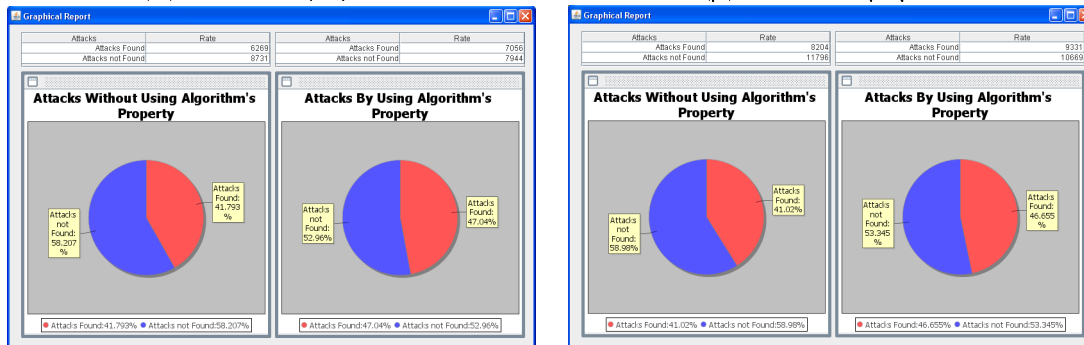 Graphical Report
Attacks Rate Attacks Rate
Attacks Found 6269 Attacks Found 7056
Attacks not Found 8731 Attacks not Found 7944
Attacks Without Using Algorithm's
Property
Attacks
Found:
41.793
%
Attacks
not
Found:
58.207
%
Attacks Found:41.793% Attacks not Found:58.207%
Attacks By Using Algorithm's
Property
Attacks
Found:
47.04%
Attacks
not
Found:
52.96%
Attacks Found:47.04% Attacks not Found:52.96%
Graphical Report
Attacks Rate Attacks Rate
Attacks Found 8204 Attacks Found 9331
Attacks not Found 11796 Attacks not Found 10669
Attacks Without Using Algorithm's
Property
Attacks
Found:
41.02%
Attacks
not
Found:
58.98%
Attacks Found:41.02% Attacks not Found:58.98%
Attacks By Using Algorithm's
Property
Attacks
Found:
46.655
%
Attacks
not
Found:
53.345
%
Attacks Found:46.655% Attacks not Found:53.345%